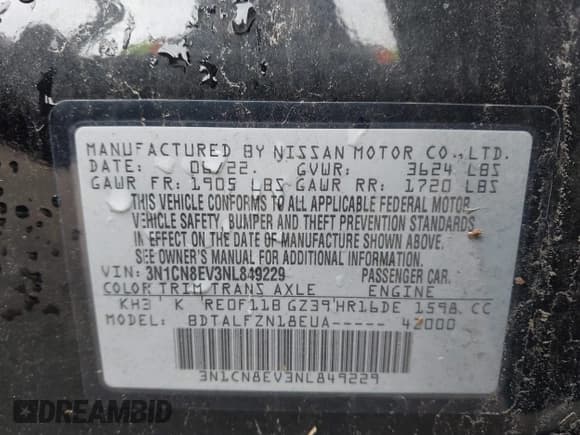 MANUFACTURED BY NISSAN MOTOR CO.,LTD.
DATE: 06/22. GVWR: 3624 LBS
GAWR FR: 1905 LBS GAWR RR: 1720 LBS
THIS VEHICLE CONFORMS TO ALL APPLICABLE FEDERAL MOTOR
VEHICLE SAFETY, BUMPER AND THEFT PREVENTION STANDARDS
IN EFFECT ON THE DATE OF MANUFACTURE SHOWN ABOVE.
SEE OWNER'S MANUAL FOR ADDITIONAL INFORMATION.
VIN: 3N1CN8EV3NL849229 PASSENGER CAR.
COLOR TRIM TRANS AXLE ENGINE
KH3 K RE0F11B GZ39 HR16DE 1598. CC
MODEL: BDTALFZN18EUA----- 42000
3N1CN8EV3NL849229
DREAMBID